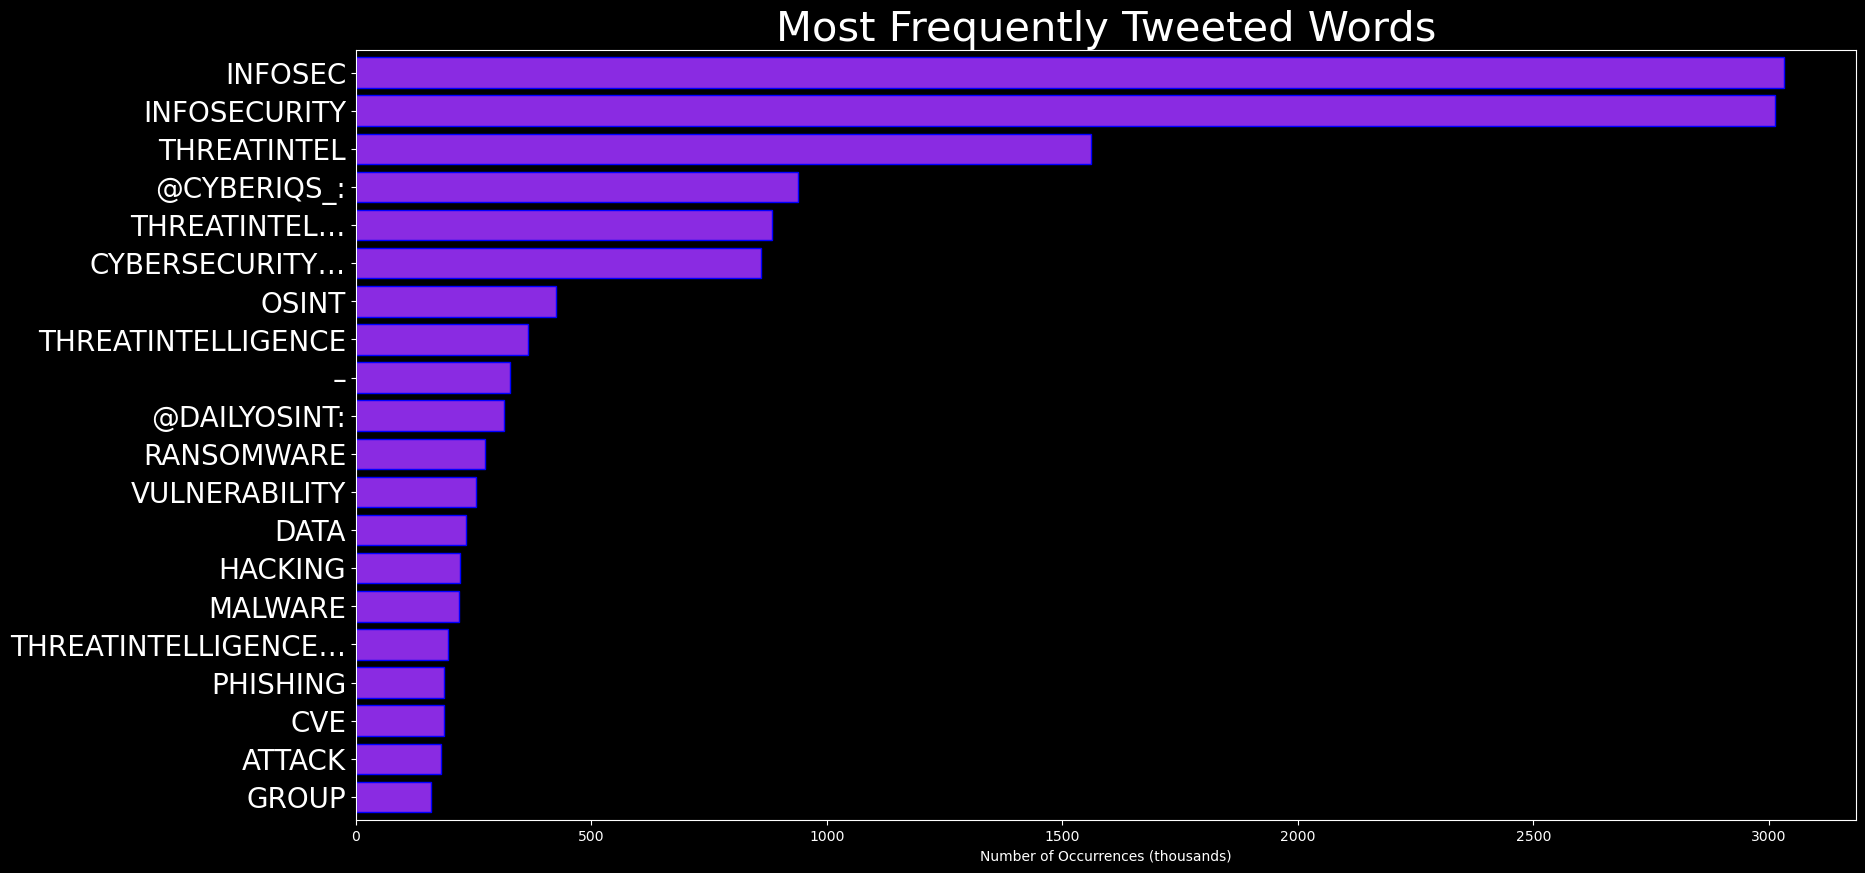 Most Frequently Tweeted Words
INFOSEC
INFOSECURITY
THREATINTEL
@CYBERIQS_:
THREATINTEL…
CYBERSECURITY…
OSINT
THREATINTELLIGENCE
–
@DAILYOSINT:
RANSOMWARE
VULNERABILITY
DATA
HACKING
MALWARE
THREATINTELLIGENCE…
PHISHING
CVE
ATTACK
GROUP
0 500 1000 1500 2000 2500 3000
Number of Occurrences (thousands)